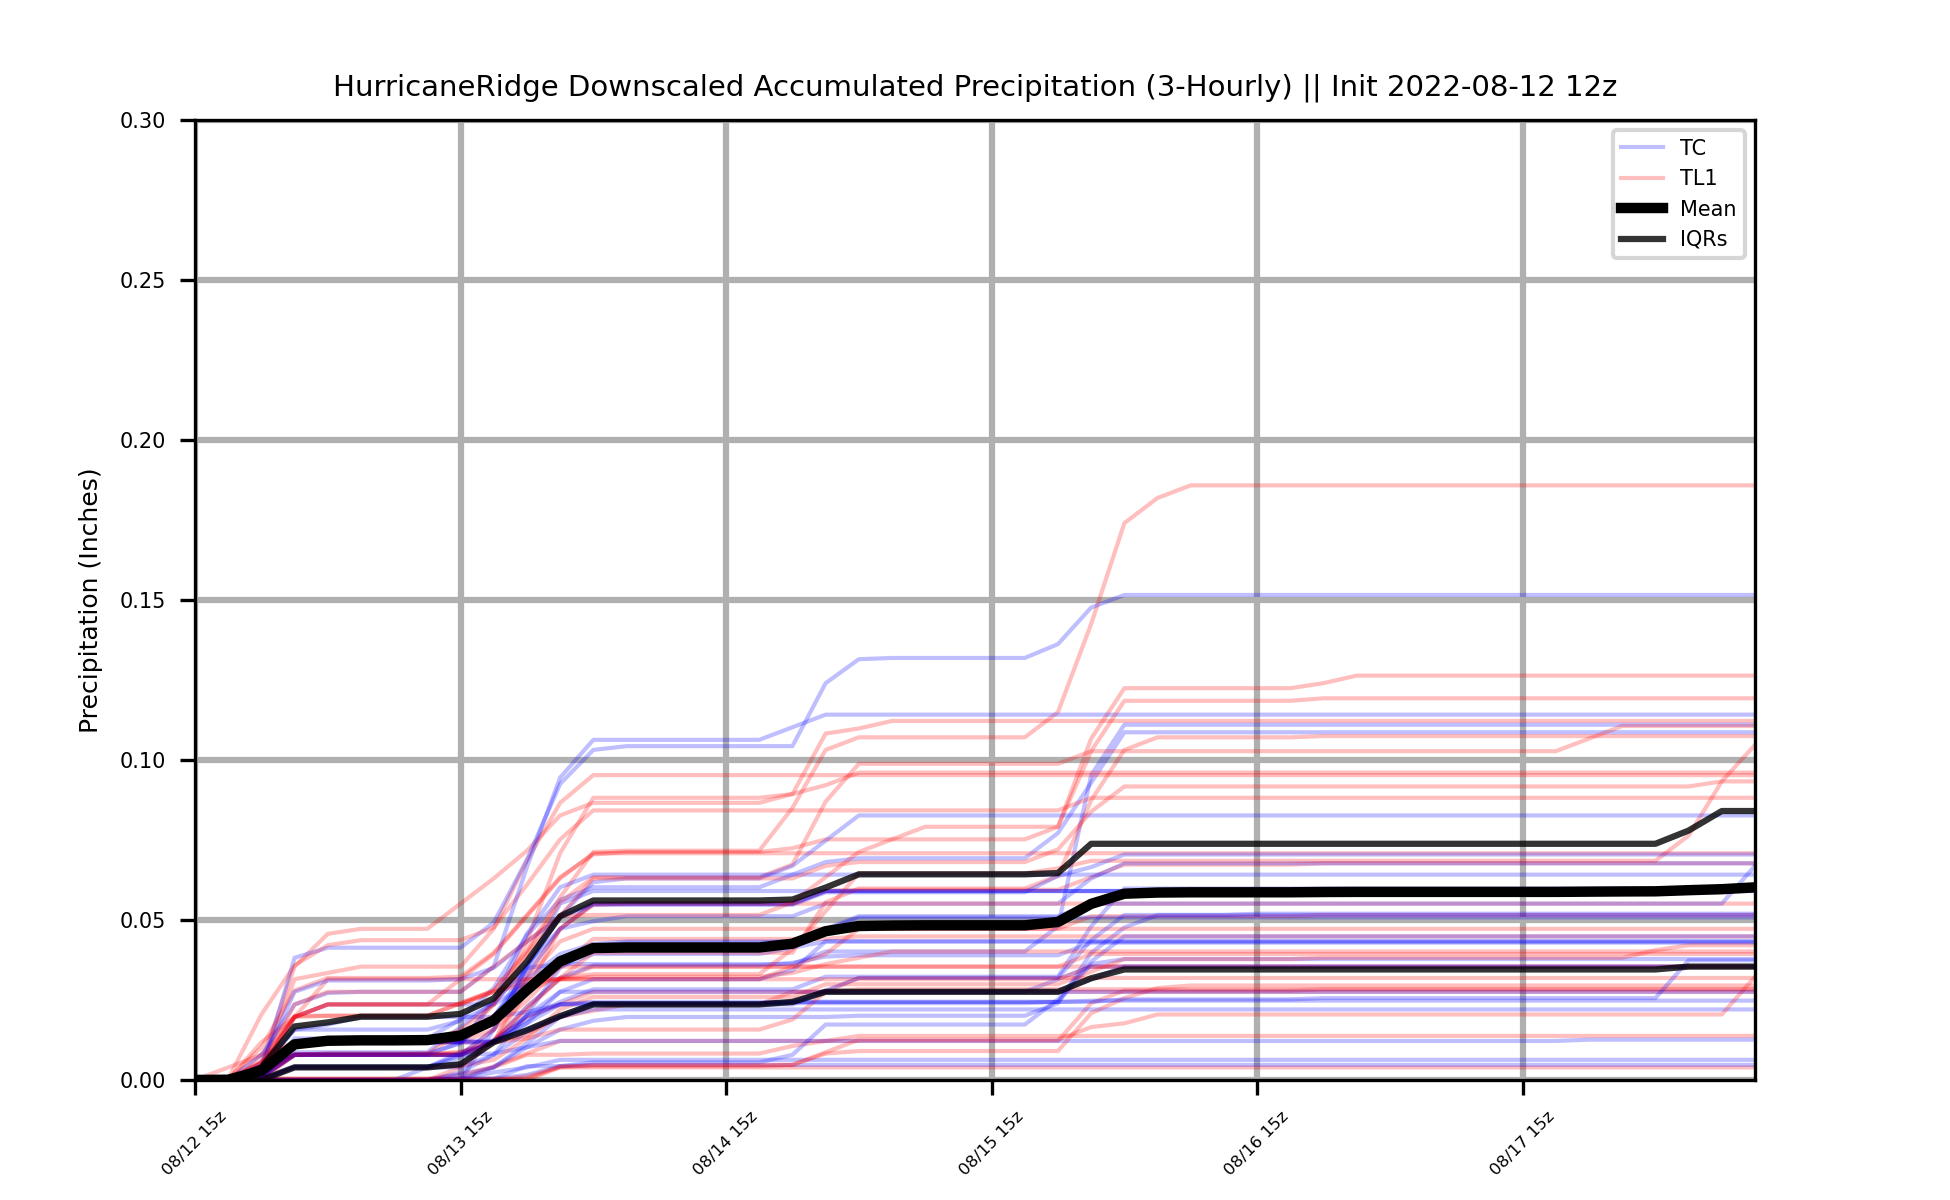 HurricaneRidge Downscaled Accumulated Precipitation (3-Hourly) || Init 2022-08-12 12z
Precipitation (Inches)
0.30
0.25
0.20
0.15
0.10
0.05
0.00
TC
TL1
Mean
IQRs
08/12 15z
08/13 15z
08/14 15z
08/15 15z
08/16 15z
08/17 15z